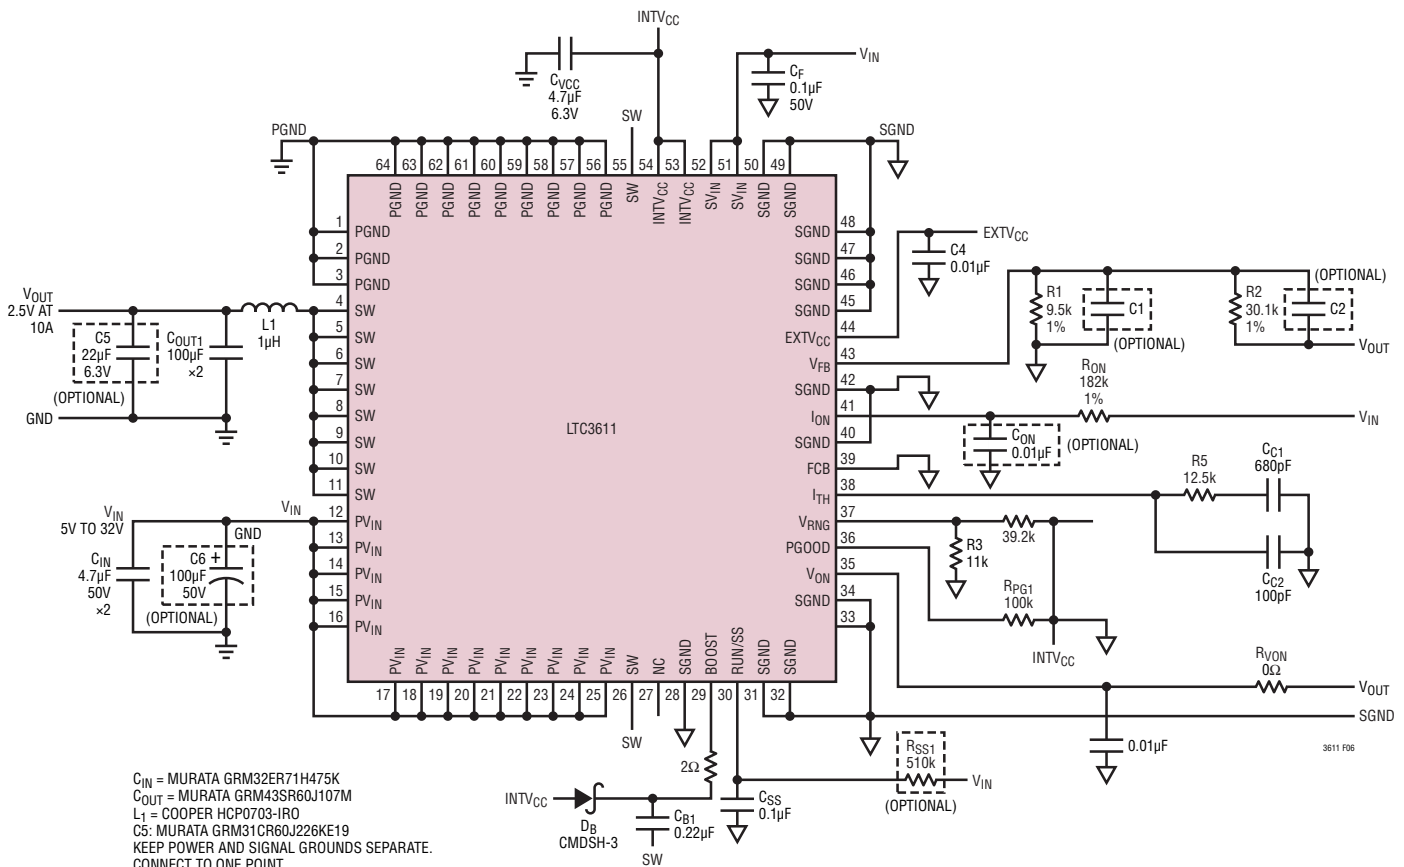 INTVCC
CVCC
4.7µF
6.3V
CF
0.1µF
50V
VIN
SW
PGND
SGND
64 63 62 61 60 59 58 57 56 55 54 53 52 51 50 49
PGND PGND PGND PGND PGND PGND PGND PGND PGND SW INTVCC INTVCC SVIN SVIN SGND SGND
1 PGND
2 PGND
3 PGND
4 SW
5 SW
6 SW
7 SW
8 SW
9 SW
10 SW
11 SW
12 PVIN
13 PVIN
14 PVIN
15 PVIN
16 PVIN
LTC3611
SGND 48
SGND 47
SGND 46
SGND 45
EXTVCC 44
VFB 43
SGND 42
ION 41
SGND 40
FCB 39
ITH 38
VRNG 37
PGOOD 36
VON 35
SGND 34
33
PVIN PVIN PVIN PVIN PVIN PVIN PVIN PVIN PVIN SW NC SGND BOOST RUN/SS SGND SGND
17 18 19 20 21 22 23 24 25 26 27 28 29 30 31 32
VOUT
2.5V AT
10A
C5
22µF
6.3V
(OPTIONAL)
COUT1
100µF
×2
L1
1µH
GND
VIN
5V TO 32V
CIN
4.7µF
50V
×2
C6
+
100µF
50V
(OPTIONAL)
GND
VIN
EXTVCC
C4
0.01µF
R1
9.5k
1%
C1
(OPTIONAL)
R2
30.1k
1%
(OPTIONAL)
C2
VOUT
RON
182k
1%
VIN
CON
0.01µF
(OPTIONAL)
R5
12.5k
CC1
680pF
CC2
100pF
R3
11k
39.2k
RPG1
100k
INTVCC
RVON
0Ω
VOUT
SGND
0.01µF
3611 F06
SW
2Ω
INTVCC
DB
CMDSH-3
CB1
0.22µF
SW
CSS
0.1µF
RSS1
510k
(OPTIONAL)
VIN
CIN = MURATA GRM32ER71H475K
COUT = MURATA GRM43SR60J107M
L1 = COOPER HCP0703-IRO
C5: MURATA GRM31CR60J226KE19
KEEP POWER AND SIGNAL GROUNDS SEPARATE.
CONNECT TO ONE POINT.